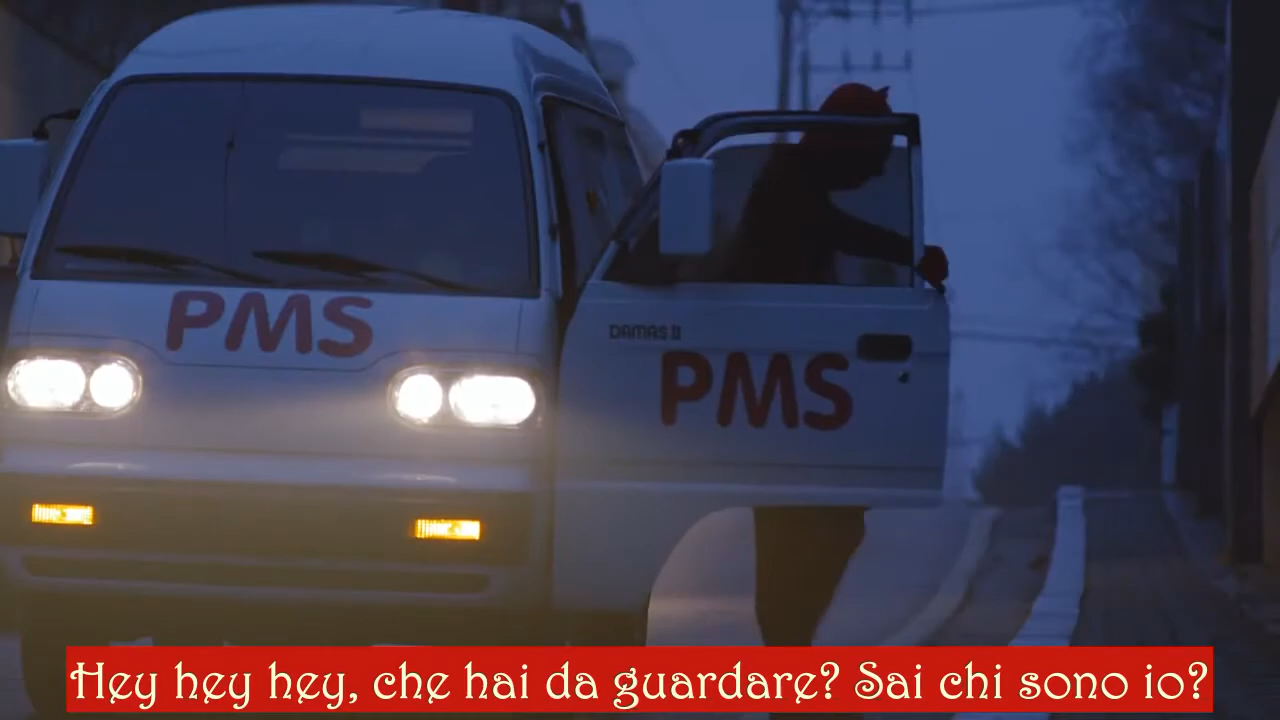 PMS
DAMAS II
PMS
Hey hey hey, che hai da guardare? Sai chi sono io?